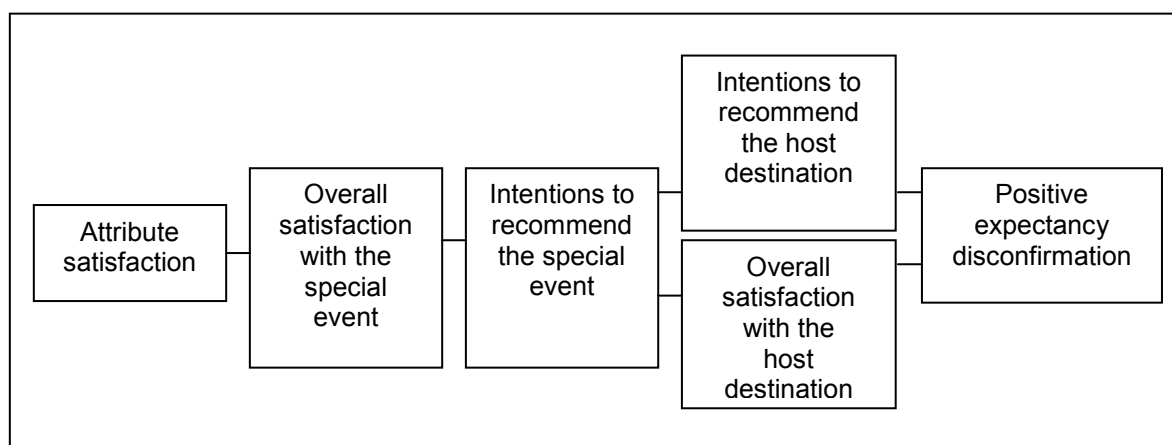 Attribute
satisfaction
Overall
satisfaction
with the
special
event
Intentions to
recommend
the special
event
Intentions to
recommend
the host
destination
Overall
satisfaction
with the
host
destination
Positive
expectancy
disconfirmation